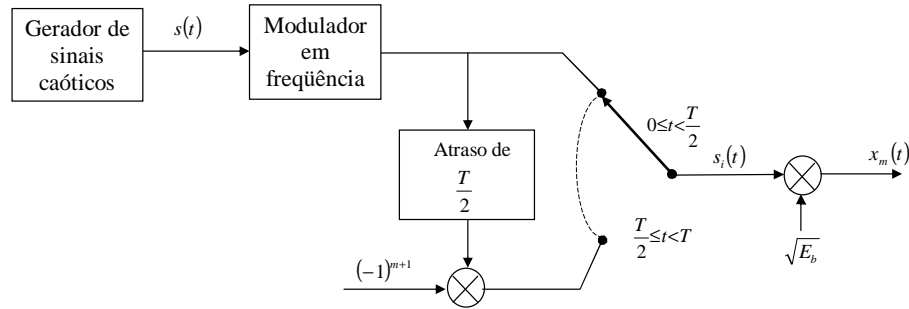 Gerador de
sinais
caóticos
s(t)
Modulador
em
freqüência
Atraso de
T/2
(-1)^{m+1}
0≤t<T/2
T/2≤t<T
s_i(t)
x_m(t)
√E_b